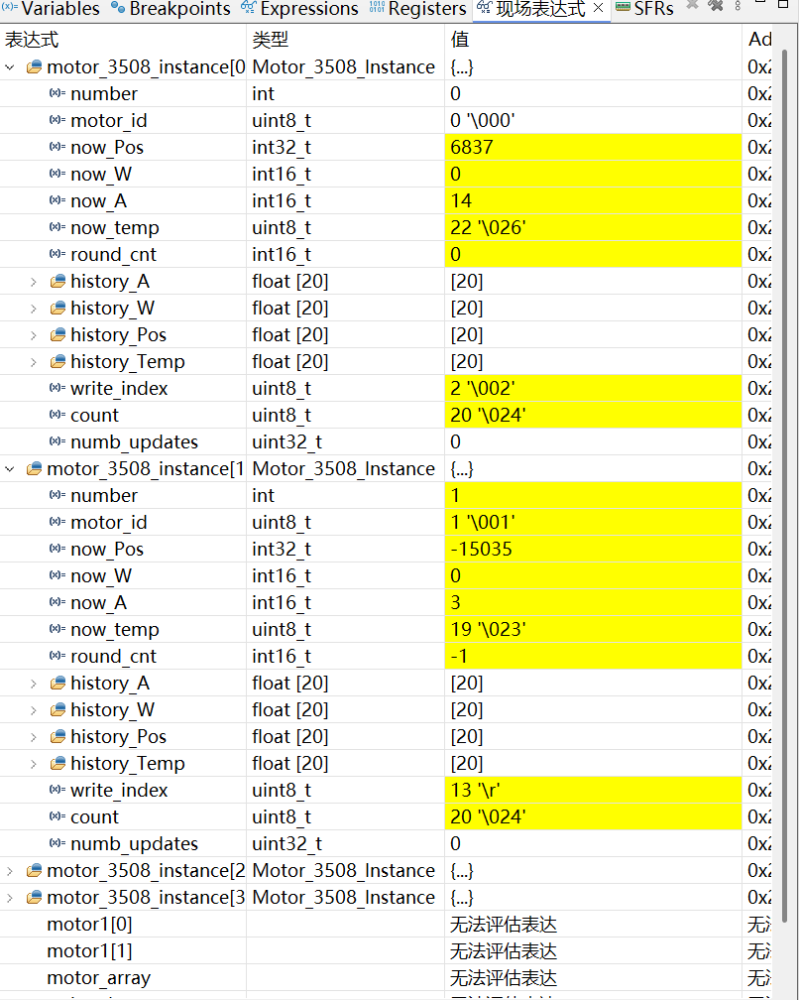 Variables Breakpoints Expressions Registers 现场表达式 SFRs
表达式 类型 值 Ad
motor_3508_instance[0 Motor_3508_Instance {...} 0x2
number int 0 0x2
motor_id uint8_t 0 '\000' 0x2
now_Pos int32_t 6837 0x2
now_W int16_t 0 0x2
now_A int16_t 14 0x2
now_temp uint8_t 22 '\026' 0x2
round_cnt int16_t 0 0x2
history_A float [20] [20] 0x2
history_W float [20] [20] 0x2
history_Pos float [20] [20] 0x2
history_Temp float [20] [20] 0x2
write_index uint8_t 2 '\002' 0x2
count uint8_t 20 '\024' 0x2
numb_updates uint32_t 0 0x2
motor_3508_instance[1 Motor_3508_Instance {...} 0x2
number int 1 0x2
motor_id uint8_t 1 '\001' 0x2
now_Pos int32_t -15035 0x2
now_W int16_t 0 0x2
now_A int16_t 3 0x2
now_temp uint8_t 19 '\023' 0x2
round_cnt int16_t -1 0x2
history_A float [20] [20] 0x2
history_W float [20] [20] 0x2
history_Pos float [20] [20] 0x2
history_Temp float [20] [20] 0x2
write_index uint8_t 13 '\r' 0x2
count uint8_t 20 '\024' 0x2
numb_updates uint32_t 0 0x2
motor_3508_instance[2 Motor_3508_Instance {...} 0x2
motor_3508_instance[3 Motor_3508_Instance {...} 0x2
motor1[0] 无法评估表达 无法
motor1[1] 无法评估表达 无法
motor_array 无法评估表达 无法